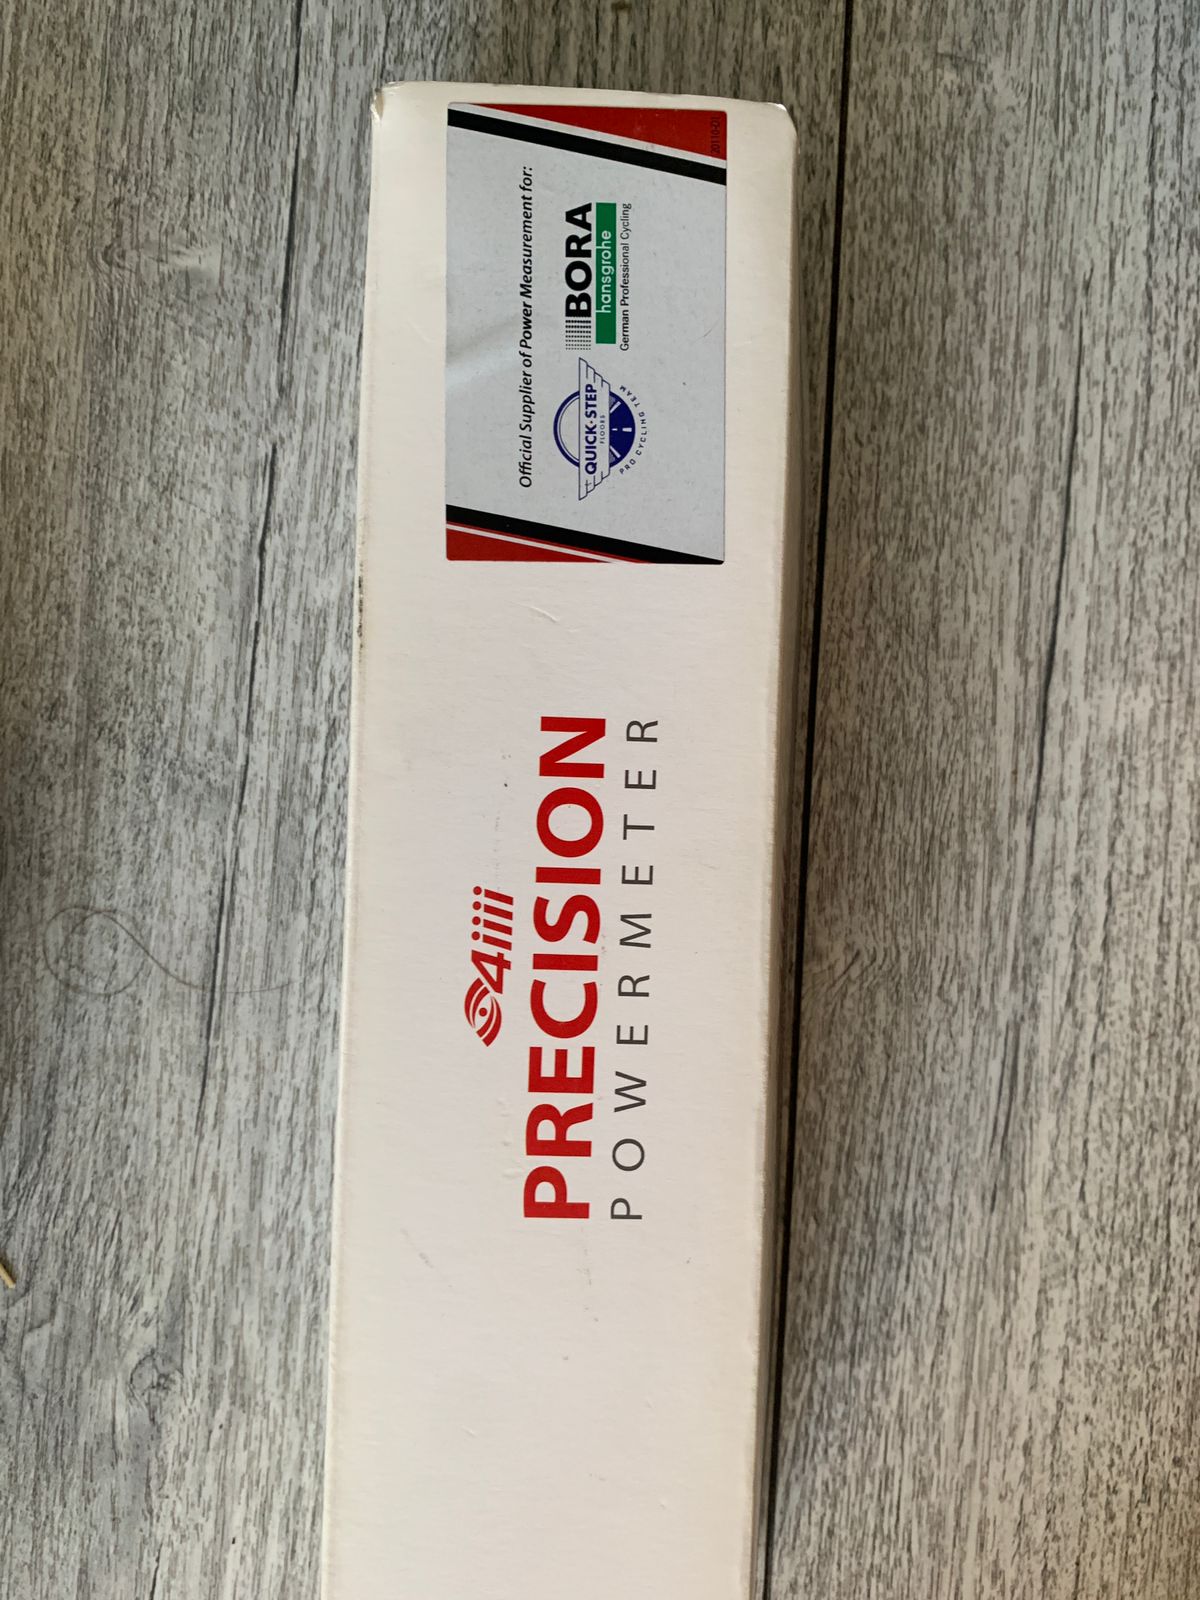 Official Supplier of Power Measurement for:
QUICK·STEP
FLOORS
PRO CYCLING TEAM
BORA
hansgrohe
German Professional Cycling
4iiii
PRECISION
POWERMETER